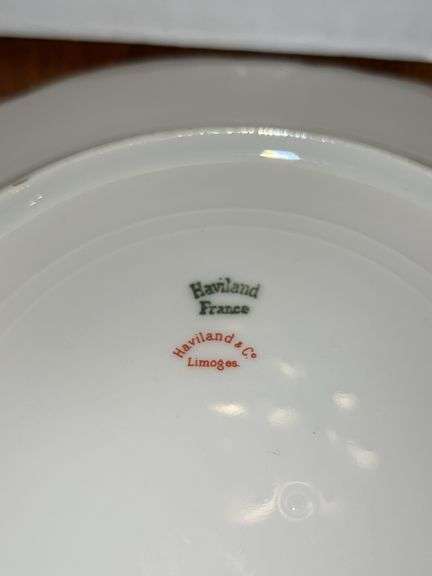 Haviland
France
Haviland & Co
Limoges.